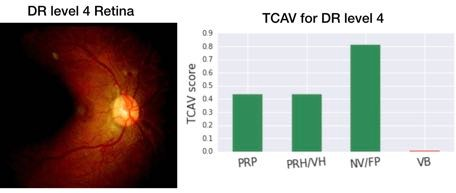 DR level 4 Retina
TCAV for DR level 4
TCAV score
0.9
0.8
0.7
0.6
0.5
0.4
0.3
0.2
0.1
0.0
PRP PRH/VH NV/FP VB